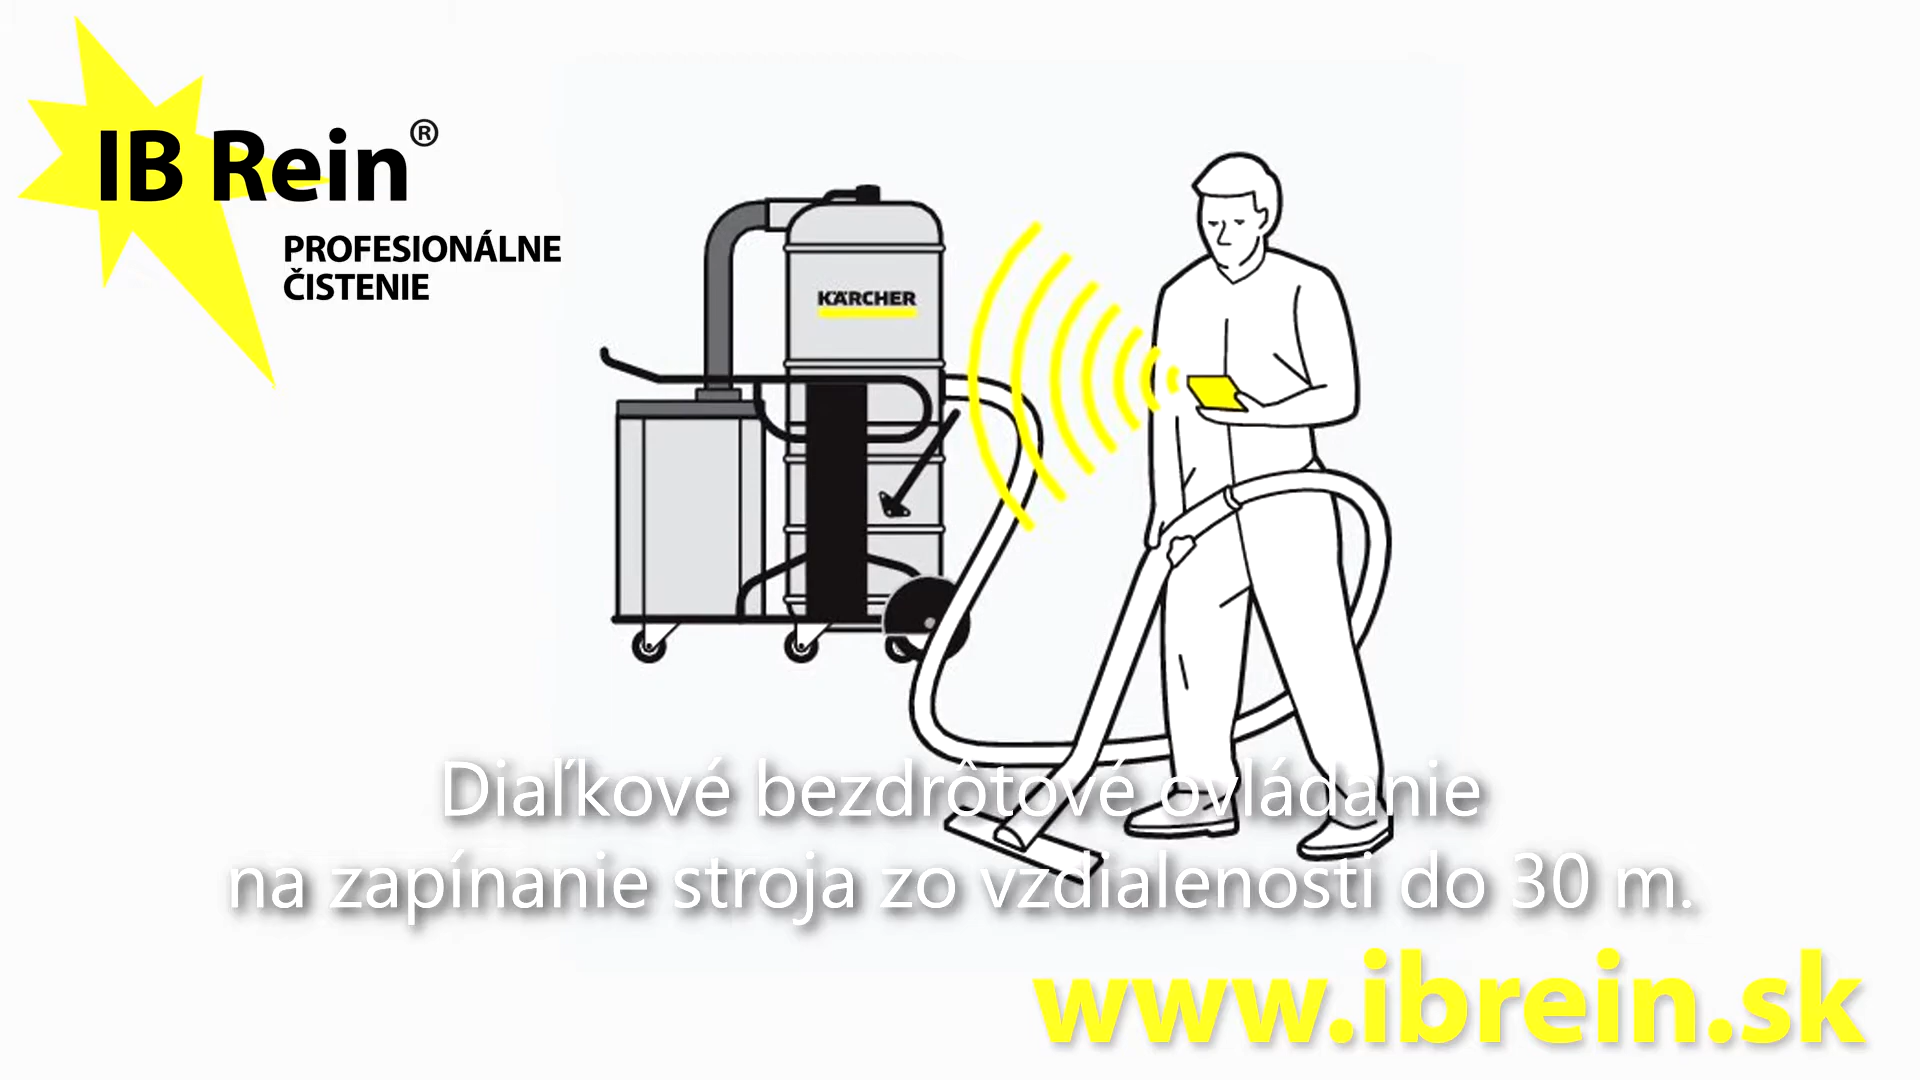 IB Rein®
PROFESIONÁLNE
ČISTENIE
KÄRCHER
Diaľkové bezdrôtové ovládanie
na zapínanie stroja zo vzdialenosti do 30 m.
www.ibrein.sk